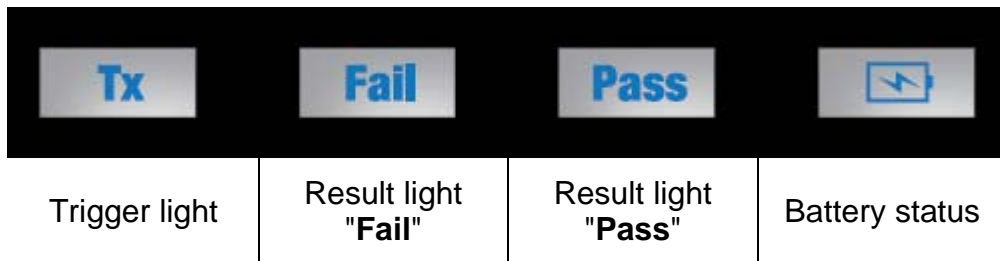 Tx Fail Pass
Trigger light
Result light
"Fail"
Result light
"Pass"
Battery status